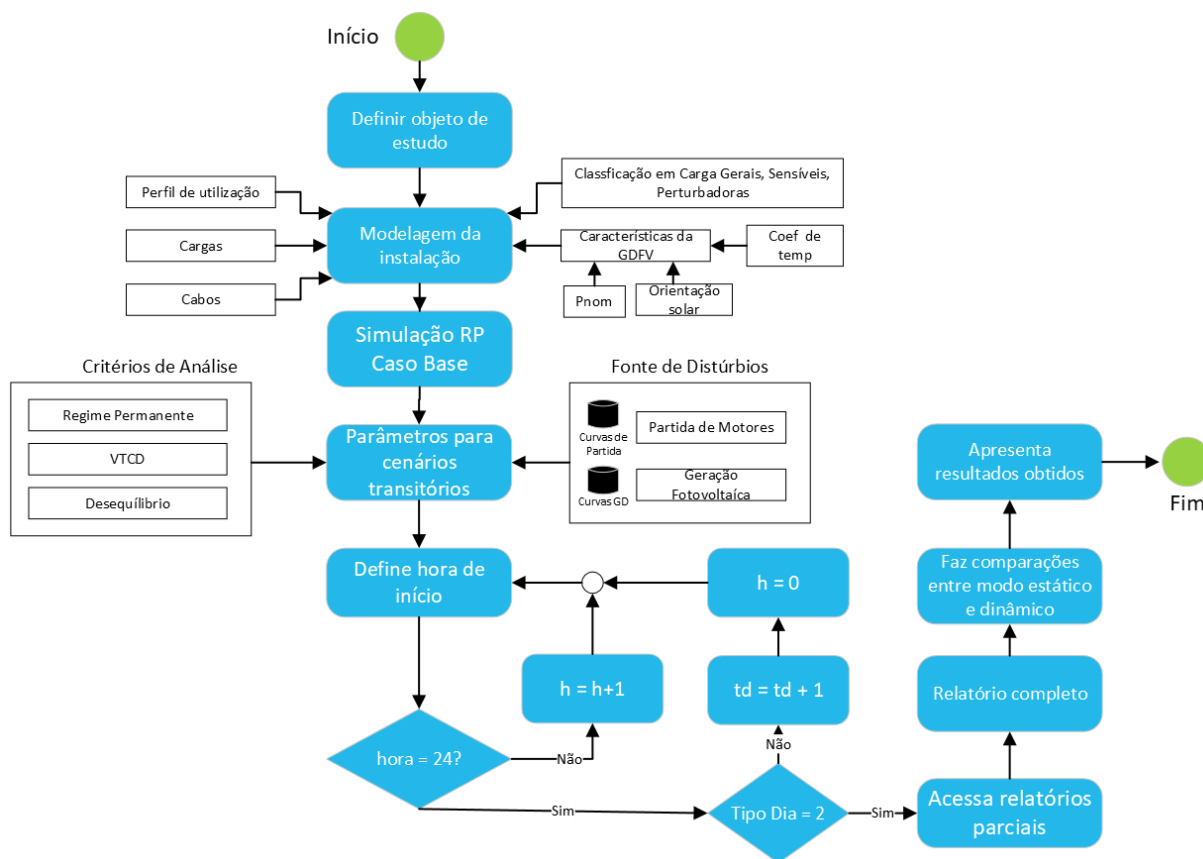 Início
Definir objeto de
estudo
Perfil de utilização
Classficação em Carga Gerais, Sensíveis,
Perturbadoras
Modelagem da
instalação
Cargas
Características da
GDFV
Coef de
temp
Cabos
Pnom
Orientação
solar
Simulação RP
Caso Base
Critérios de Análise
Regime Permanente
VTCD
Desequílibrio
Fonte de Distúrbios
Curvas de
Partida
Partida de Motores
Curvas GD
Geração
Fotovoltaíca
Parâmetros para
cenários
transitórios
Define hora de
início
h = 0
h = h+1
td = td + 1
hora = 24?
Não
Sim
Tipo Dia = 2
Não
Sim
Acessa relatórios
parciais
Relatório completo
Faz comparações
entre modo estático
e dinâmico
Apresenta
resultados obtidos
Fim